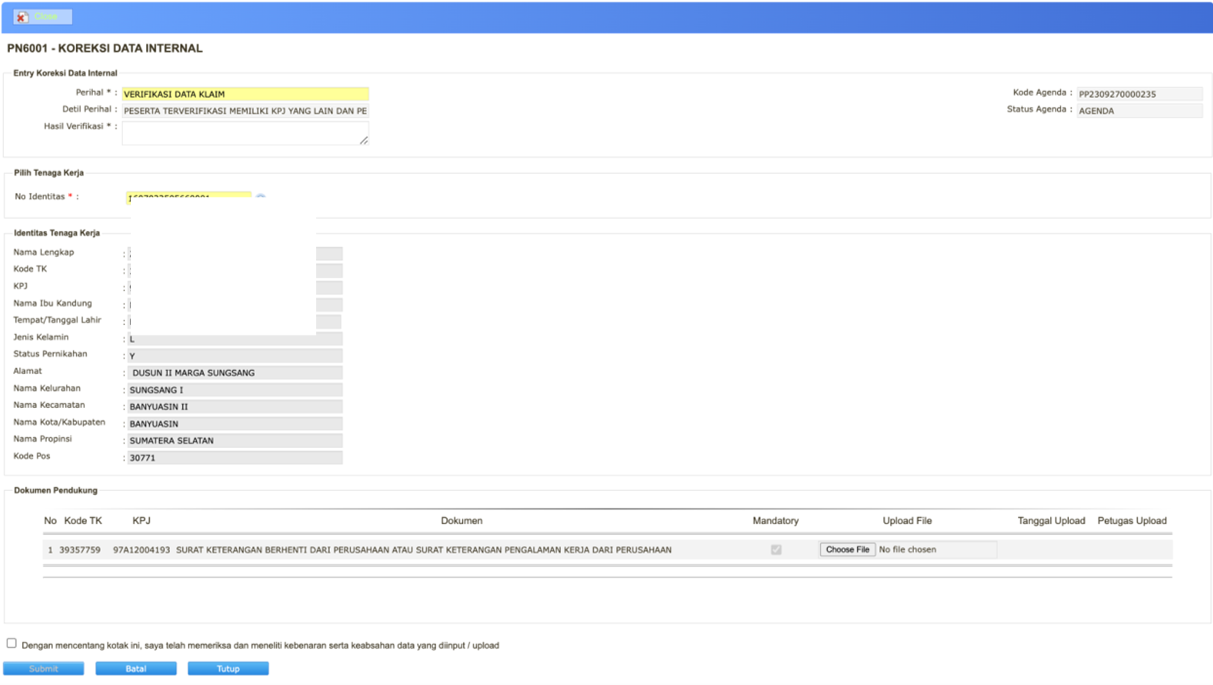 Close
PN6001 - KOREKSI DATA INTERNAL
Entry Koreksi Data Internal
Perihal * : VERIFIKASI DATA KLAIM
Kode Agenda : PP2309270000235
Detil Perihal : PESERTA TERVERIFIKASI MEMILIKI KPJ YANG LAIN DAN PE
Status Agenda : AGENDA
Hasil Verifikasi * :
Pilih Tenaga Kerja
No Identitas * :
Identitas Tenaga Kerja
Nama Lengkap :
Kode TK :
KPJ :
Nama Ibu Kandung :
Tempat/Tanggal Lahir :
Jenis Kelamin : L
Status Pernikahan : Y
Alamat : DUSUN II MARGA SUNGSANG
Nama Kelurahan : SUNGSANG I
Nama Kecamatan : BANYUASIN II
Nama Kota/Kabupaten : BANYUASIN
Nama Propinsi : SUMATERA SELATAN
Kode Pos : 30771
Dokumen Pendukung
No Kode TK KPJ Dokumen Mandatory Upload File Tanggal Upload Petugas Upload
1 39357759 97A12004193 SURAT KETERANGAN BERHENTI DARI PERUSAHAAN ATAU SURAT KETERANGAN PENGALAMAN KERJA DARI PERUSAHAAN Choose File No file chosen
Dengan mencentang kotak ini, saya telah memeriksa dan meneliti kebenaran serta keabsahan data yang diinput / upload
Submit Batal Tutup